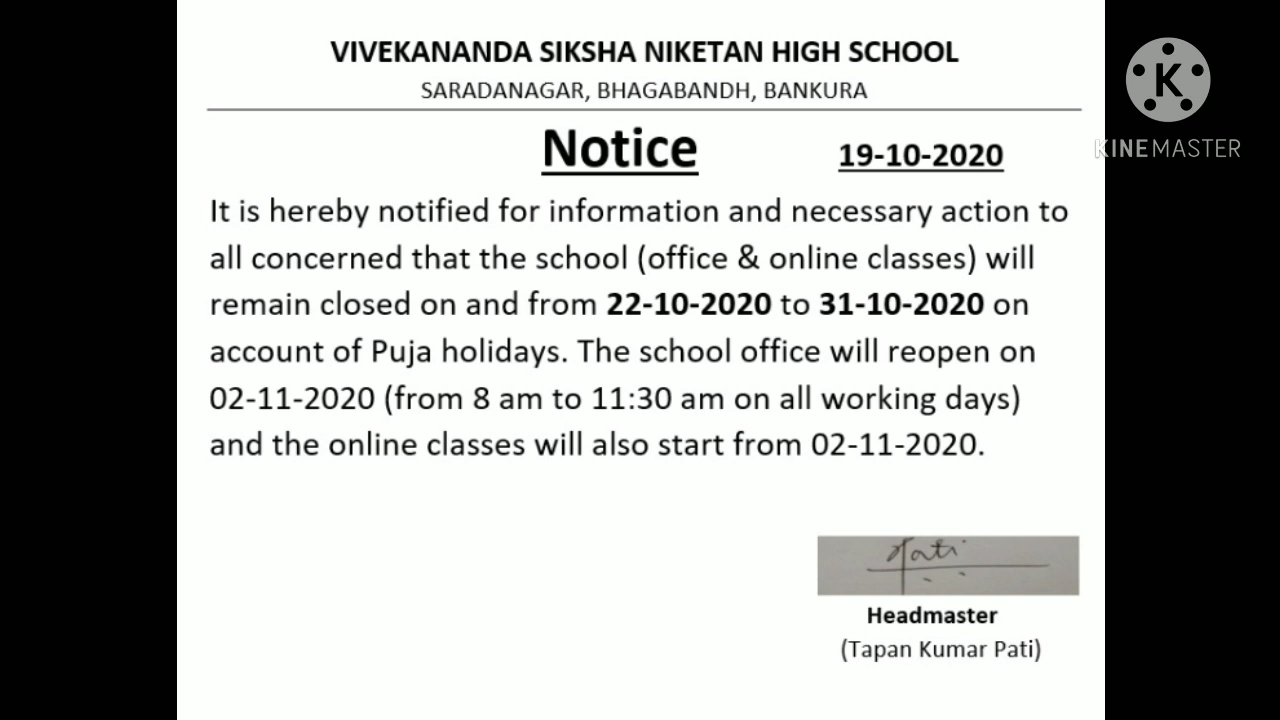 VIVEKANANDA SIKSHA NIKETAN HIGH SCHOOL
SARADANAGAR, BHAGABANDH, BANKURA
Notice 19-10-2020
It is hereby notified for information and necessary action to
all concerned that the school (office & online classes) will
remain closed on and from 22-10-2020 to 31-10-2020 on
account of Puja holidays. The school office will reopen on
02-11-2020 (from 8 am to 11:30 am on all working days)
and the online classes will also start from 02-11-2020.
Pati
Headmaster
(Tapan Kumar Pati)
K
KINEMASTER